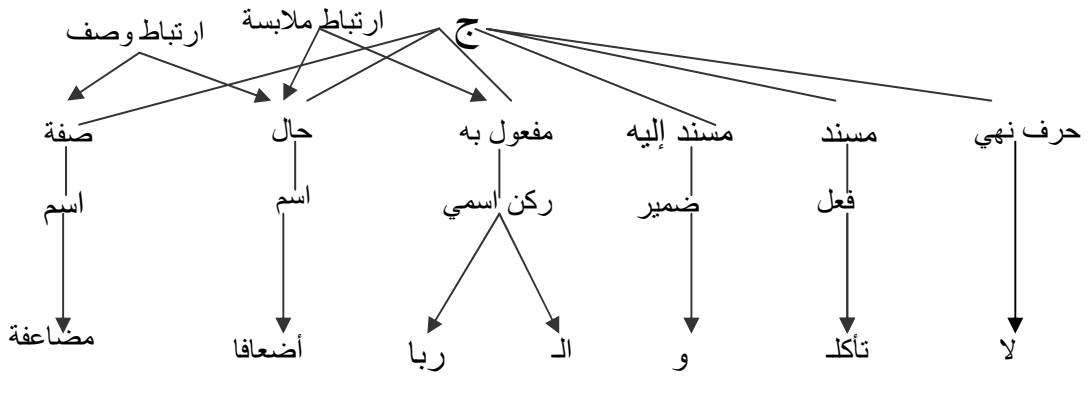 ج ارتباط ملابسة ارتباط وصف
حرف نهي مسند مسند إليه مفعول به حال صفة
فعل ضمير ركن اسمي اسم اسم
لا تأكلـ و الـ ربا أضعافا مضاعفة